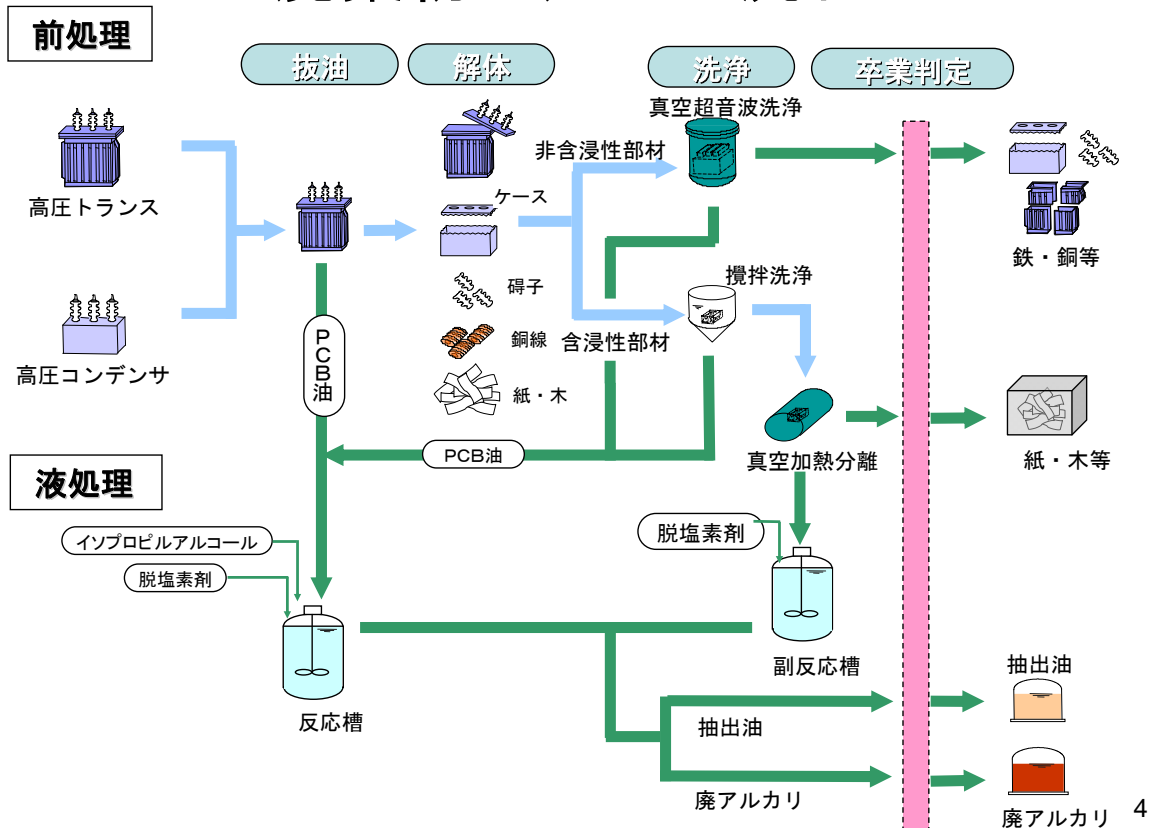 前処理
抜油
解体
洗浄
卒業判定
真空超音波洗浄
非含浸性部材
高圧トランス
ケース
鉄・銅等
碍子
攪拌洗浄
銅線
含浸性部材
高圧コンデンサ
PCB油
紙・木
PCB油
真空加熱分離
紙・木等
液処理
イソプロピルアルコール
脱塩素剤
脱塩素剤
副反応槽
抽出油
反応槽
抽出油
廃アルカリ
廃アルカリ
4